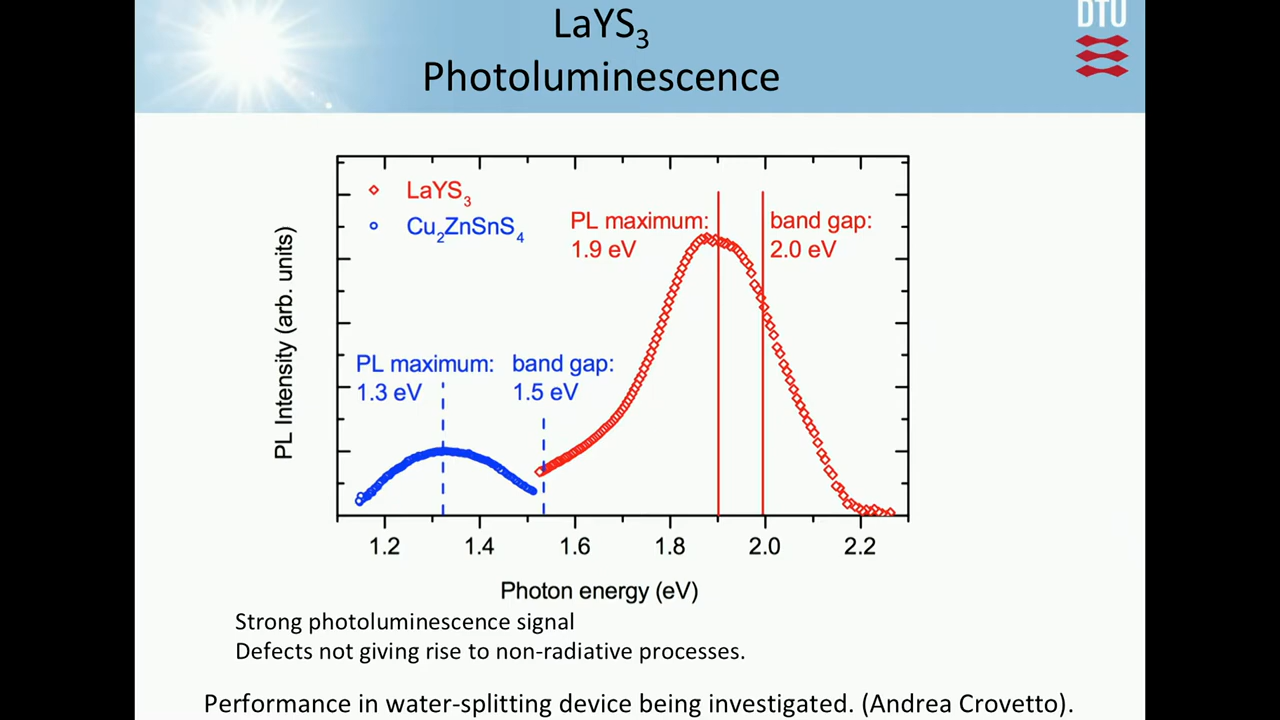 LaYS3
Photoluminescence
DTU
LaYS3
Cu2ZnSnS4
PL maximum:
1.9 eV
band gap:
2.0 eV
PL maximum:
1.3 eV
band gap:
1.5 eV
PL Intensity (arb. units)
1.2 1.4 1.6 1.8 2.0 2.2
Photon energy (eV)
Strong photoluminescence signal
Defects not giving rise to non-radiative processes.
Performance in water-splitting device being investigated. (Andrea Crovetto).